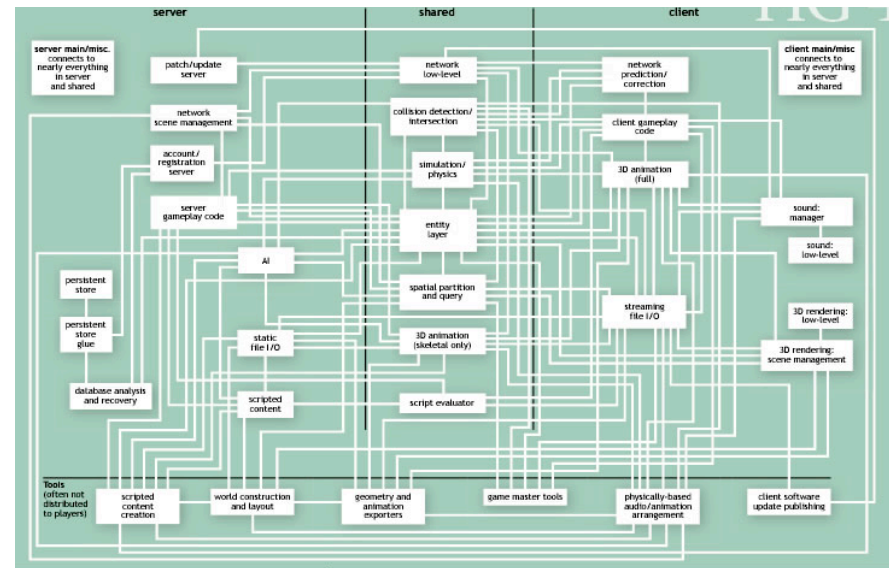 server
shared
client
server main/misc.
connects to
nearly everything
in server
and shared
patch/update
server
network
low-level
network
prediction/
correction
client main/misc
connects to
nearly everything
in server
and shared
network
scene management
collision detection/
intersection
client gameplay
code
account/
registration
server
simulation/
physics
3D animation
(full)
server
gameplay code
entity
layer
sound:
manager
sound:
low-level
AI
persistent
store
spatial partition
and query
streaming
file I/O
3D rendering:
low-level
persistent
store
glue
static
file I/O
3D animation
(skeletal only)
3D rendering:
scene management
database analysis
and recovery
scripted
content
script evaluator
Tools
(often not
distributed
to players)
scripted
content
creation
world construction
and layout
geometry and
animation
exporters
game master tools
physically-based
audio/animation
arrangement
client software
update publishing